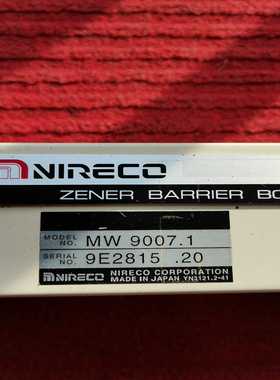 NIRECO
ZENER BARRIER BO
MODEL NO. MW 9007.1
SERIAL NO. 9E2815 .20
NIRECO NIRECO CORPORATION
MADE IN JAPAN YN3121.2-41